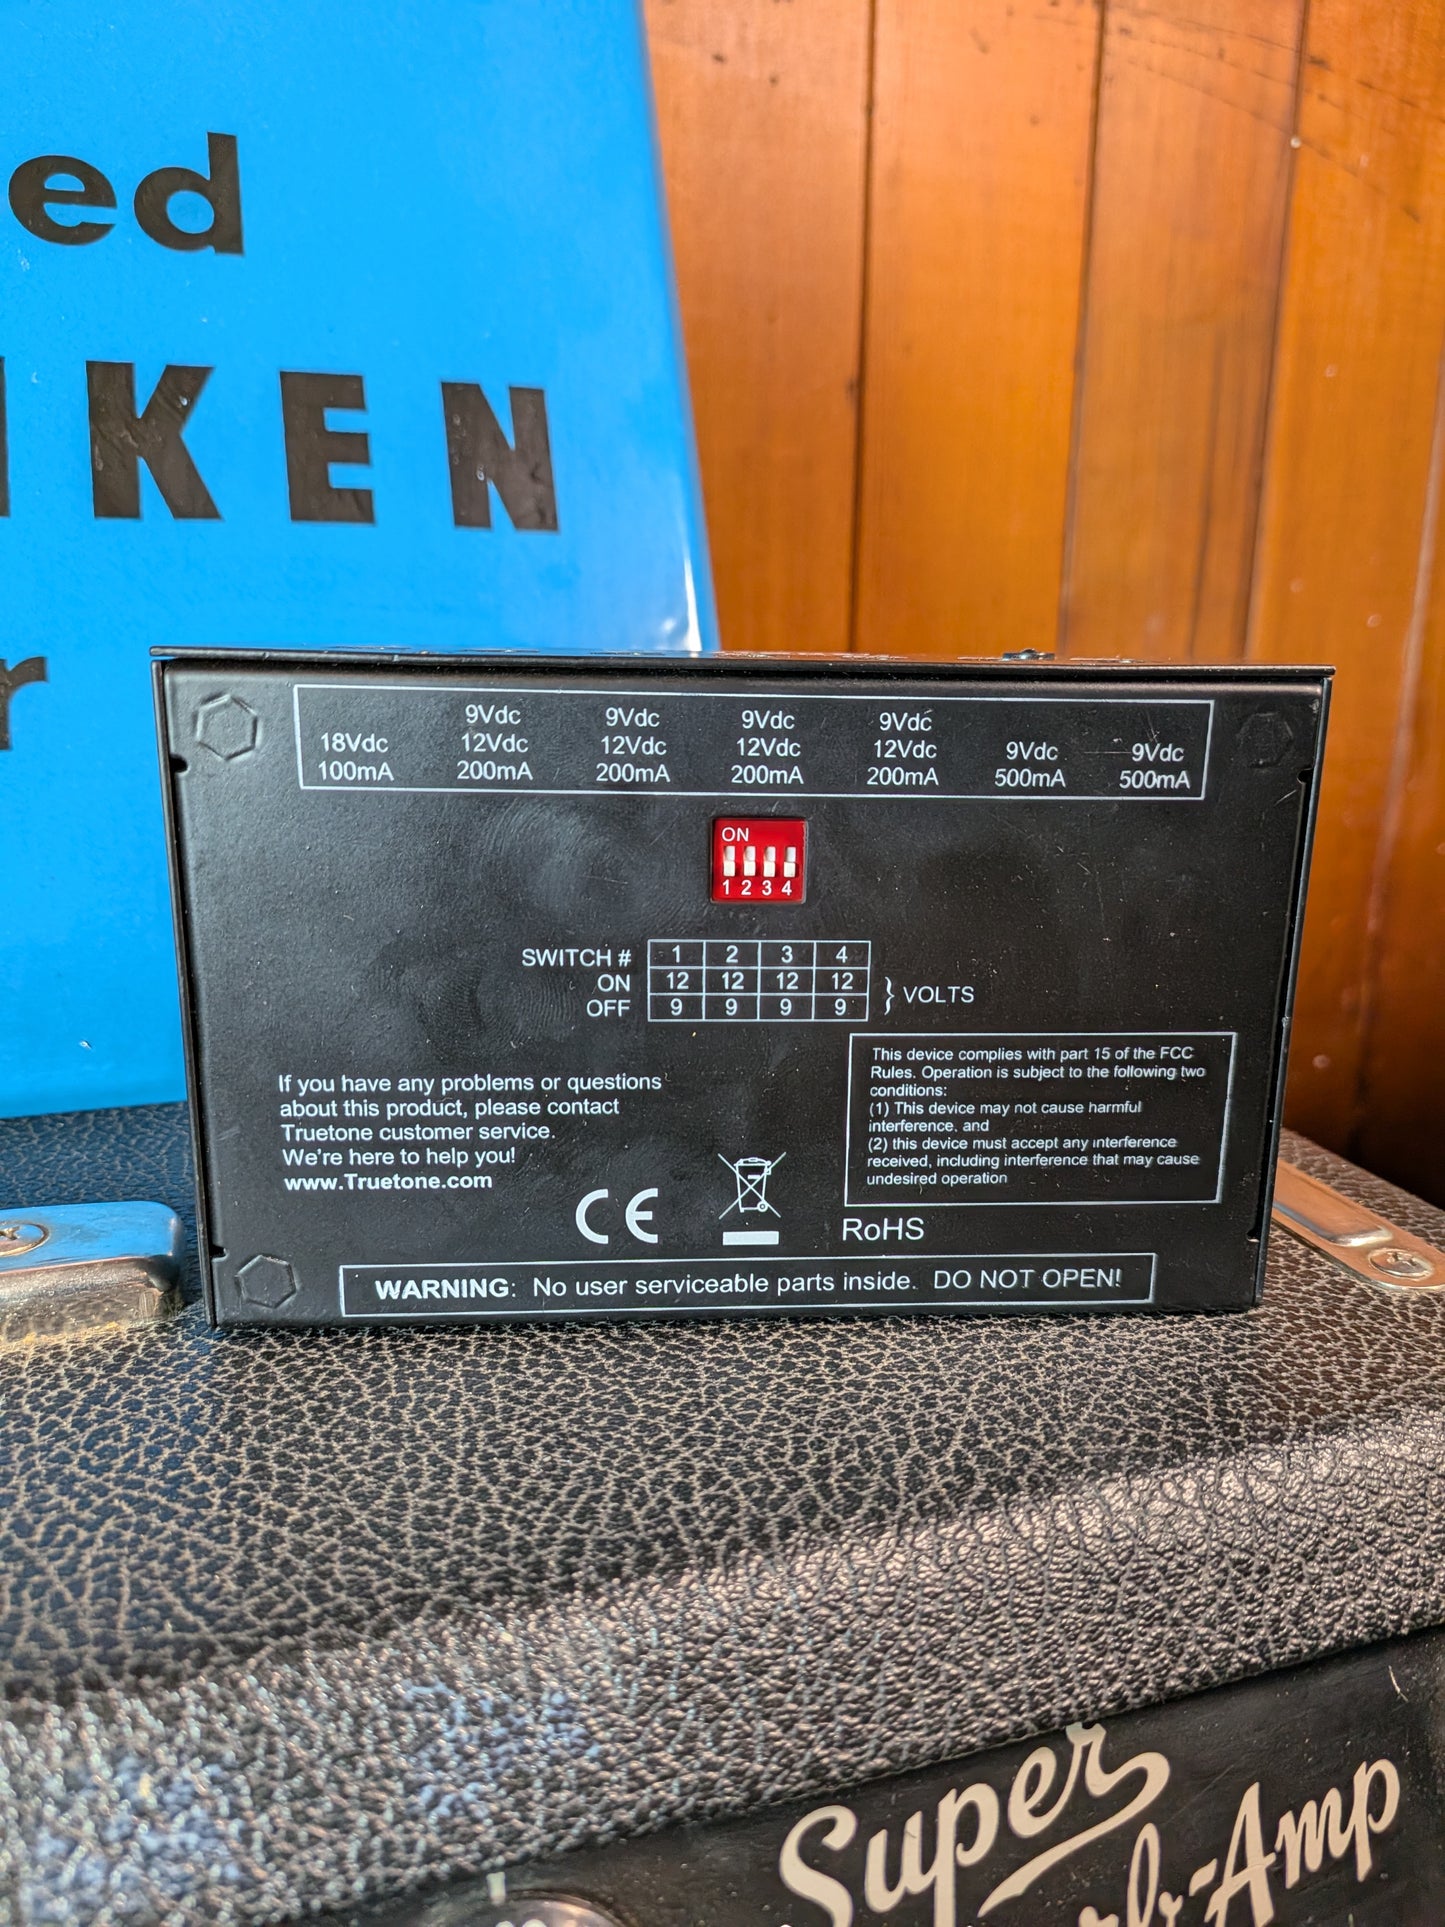 ed
KEN
r
9Vdc 9Vdc 9Vdc 9Vdc
18Vdc 12Vdc 12Vdc 12Vdc 12Vdc 9Vdc 9Vdc
100mA 200mA 200mA 200mA 200mA 500mA 500mA
ON
1 2 3 4
SWITCH # 1 2 3 4
ON 12 12 12 12
OFF 9 9 9 9
} VOLTS
If you have any problems or questions
about this product, please contact
Truetone customer service.
We're here to help you!
www.Truetone.com
This device complies with part 15 of the FCC
Rules. Operation is subject to the following two
conditions:
(1) This device may not cause harmful
interference, and
(2) this device must accept any interference
received, including interference that may cause
undesired operation
CE
RoHS
WARNING: No user serviceable parts inside. DO NOT OPEN!
Super
rb-Amp